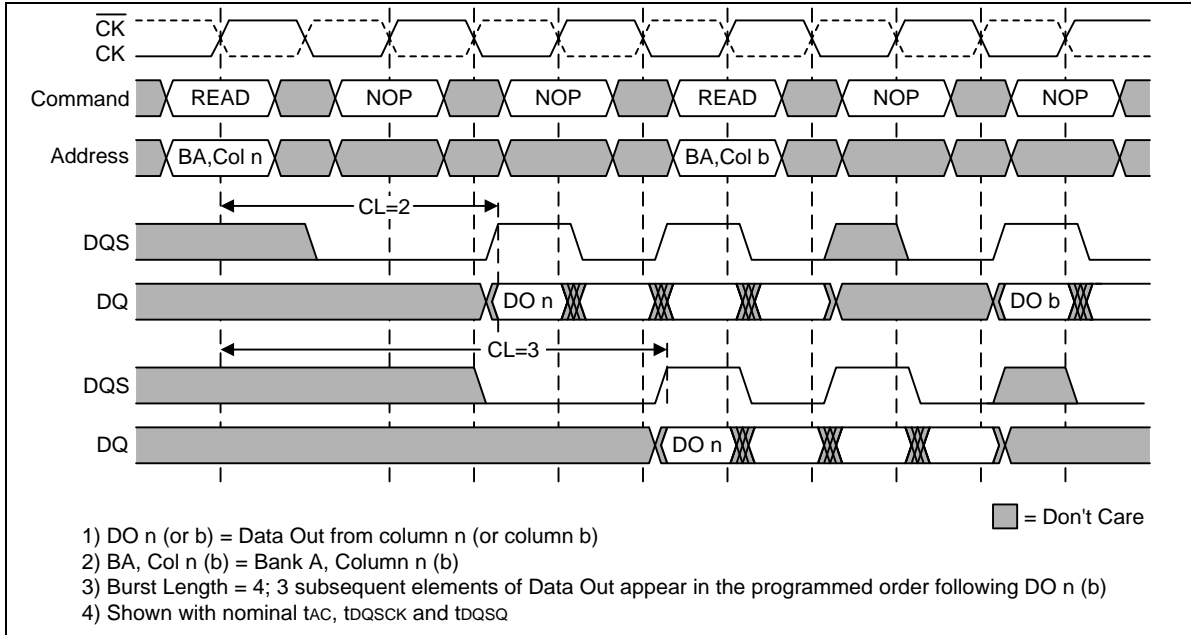 CK
CK
Command READ NOP NOP READ NOP NOP
Address BA,Col n BA,Col b
CL=2
DQS
DQ DO n DO b
CL=3
DQS
DQ DO n
= Don't Care
1) DO n (or b) = Data Out from column n (or column b)
2) BA, Col n (b) = Bank A, Column n (b)
3) Burst Length = 4; 3 subsequent elements of Data Out appear in the programmed order following DO n (b)
4) Shown with nominal tAC, tDQSCK and tDQSQ